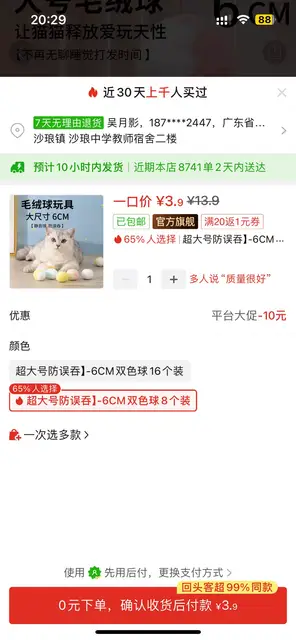 20:29
88
大号毛绒球
6CM
让猫猫释放爱玩天性
【不再无聊睡觉打发时间】
近30天上千人买过
7天无理由退货 吴月影，187****2447，广东省...
沙琅镇 沙琅中学教师宿舍二楼
预计10小时内发货 | 近期本店8741单2天内送达
毛绒球玩具
大尺寸 6CM
一口价 ¥3.9 ¥13.9
已包邮 官方旗舰 满20返1元券
65%人选择 | 超大号防误吞】-6CM...
1
多人说“质量很好”
优惠
平台大促-10元
颜色
超大号防误吞】-6CM双色球16个装
65%人选择
超大号防误吞】-6CM双色球8个装
一次选多款
使用 先用后付，更换支付方式
回头客超99%同款
0元下单，确认收货后付款 ¥3.9